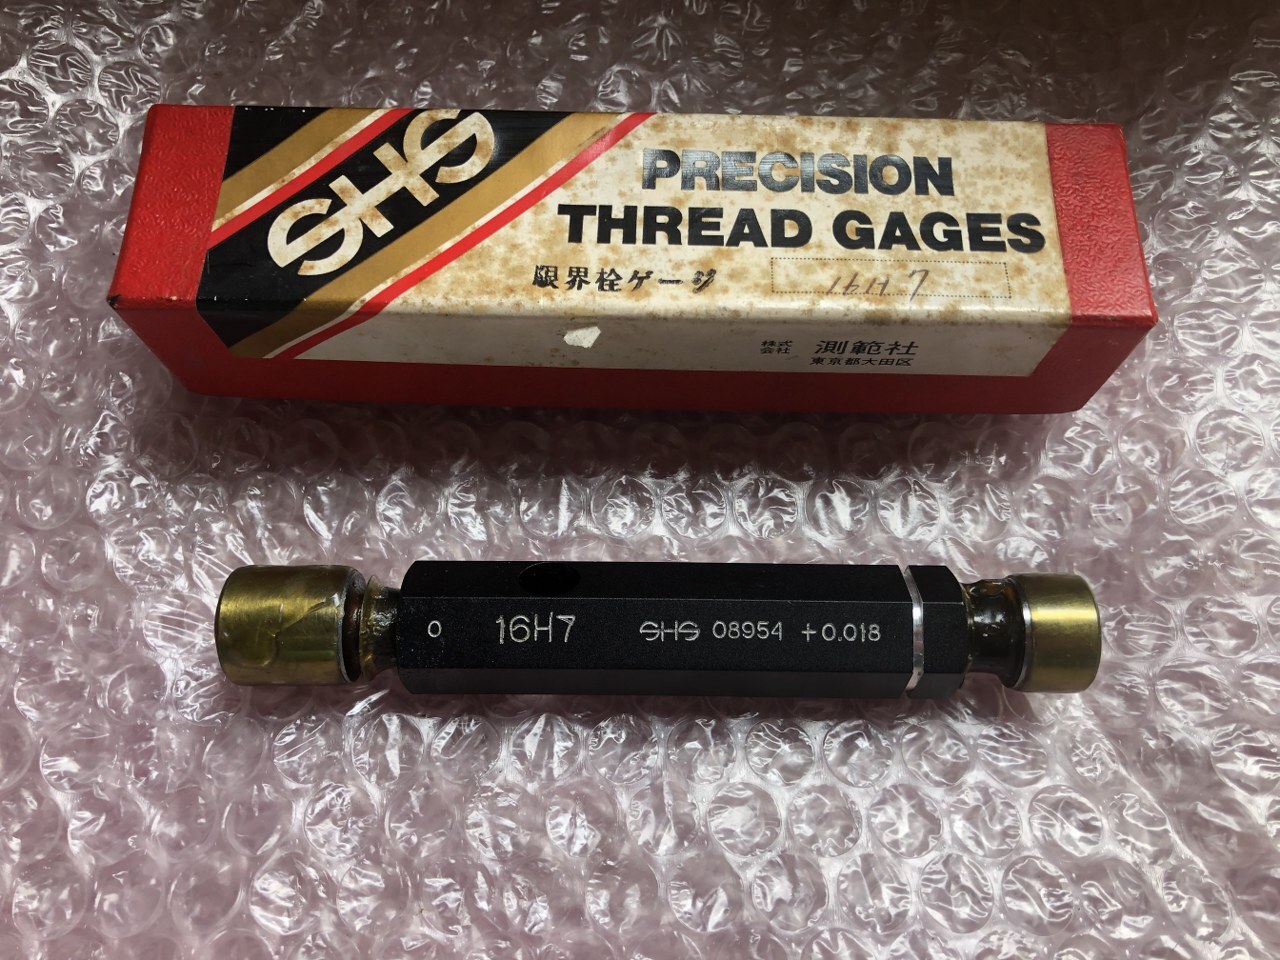 SHS
PRECISION
THREAD GAGES
限界栓ゲージ
16H7
株式会社 測範社
東京都大田区
0 16H7 SHS 08954 +0.018